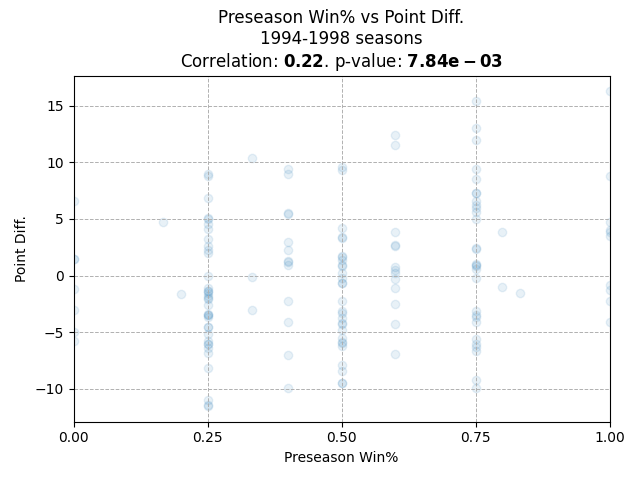 Preseason Win% vs Point Diff.
1994-1998 seasons
Correlation: 0.22. p-value: 7.84e − 03
15
10
5
0
−5
−10
Point Diff.
0.00 0.25 0.50 0.75 1.00
Preseason Win%